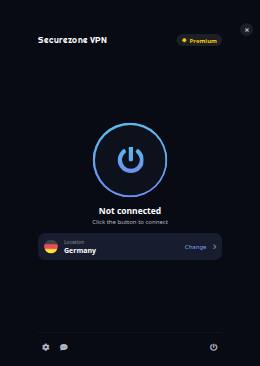 Securezone VPN
Premium
Not connected
Click the button to connect
Location
Germany
Change